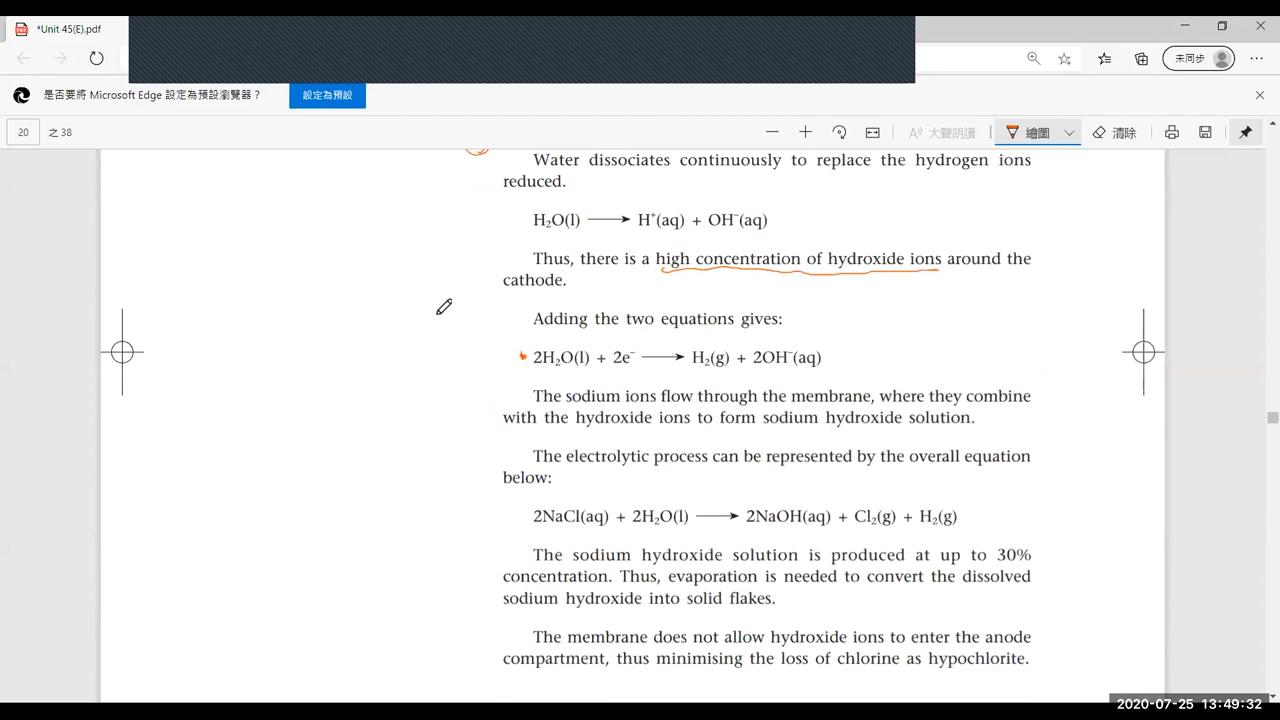 *Unit 45(E).pdf
未同步
是否要將 Microsoft Edge 設定為預設瀏覽器？ 設定為預設
20 之 38 大聲朗讀 繪圖 清除
Water dissociates continuously to replace the hydrogen ions
reduced.
H₂O(l) ⟶ H⁺(aq) + OH⁻(aq)
Thus, there is a high concentration of hydroxide ions around the
cathode.
Adding the two equations gives:
2H₂O(l) + 2e⁻ ⟶ H₂(g) + 2OH⁻(aq)
The sodium ions flow through the membrane, where they combine
with the hydroxide ions to form sodium hydroxide solution.
The electrolytic process can be represented by the overall equation
below:
2NaCl(aq) + 2H₂O(l) ⟶ 2NaOH(aq) + Cl₂(g) + H₂(g)
The sodium hydroxide solution is produced at up to 30%
concentration. Thus, evaporation is needed to convert the dissolved
sodium hydroxide into solid flakes.
The membrane does not allow hydroxide ions to enter the anode
compartment, thus minimising the loss of chlorine as hypochlorite.
2020-07-25 13:49:32